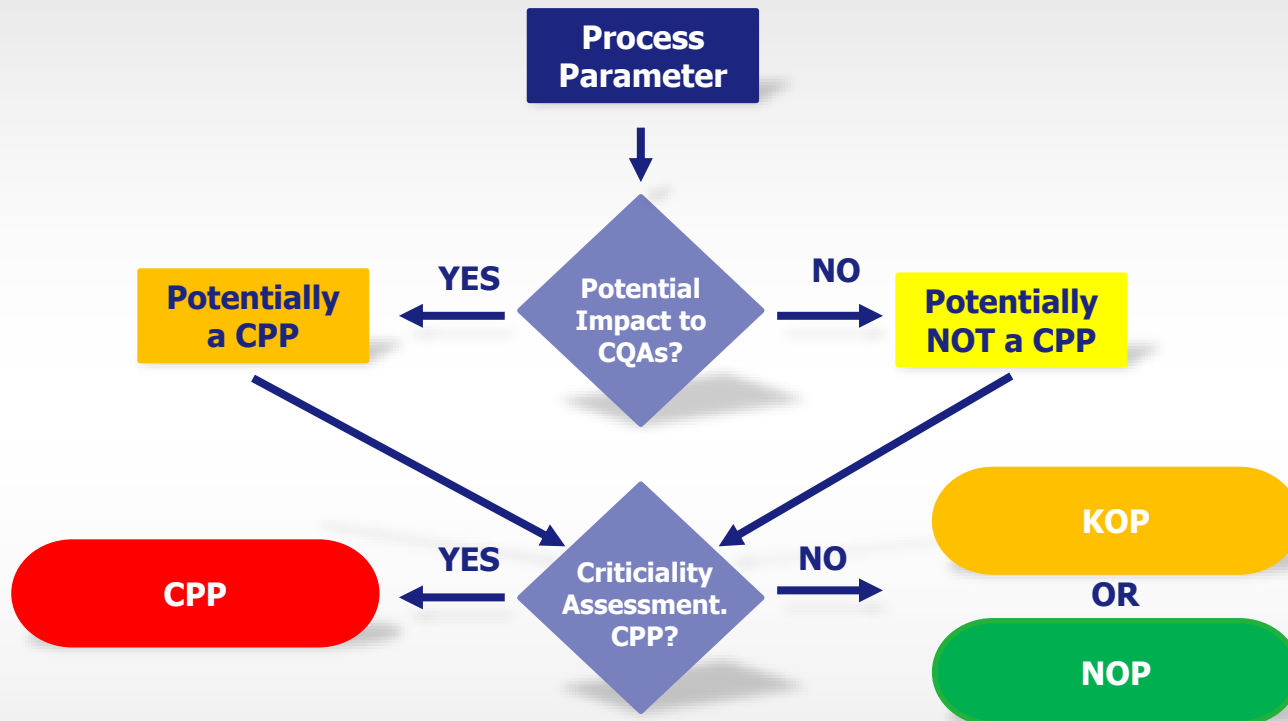 Process
Parameter
YES
NO
Potentially
a CPP
Potential
Impact to
CQAs?
Potentially
NOT a CPP
KOP
YES
NO
CPP
Criticiality
Assessment.
CPP?
OR
NOP